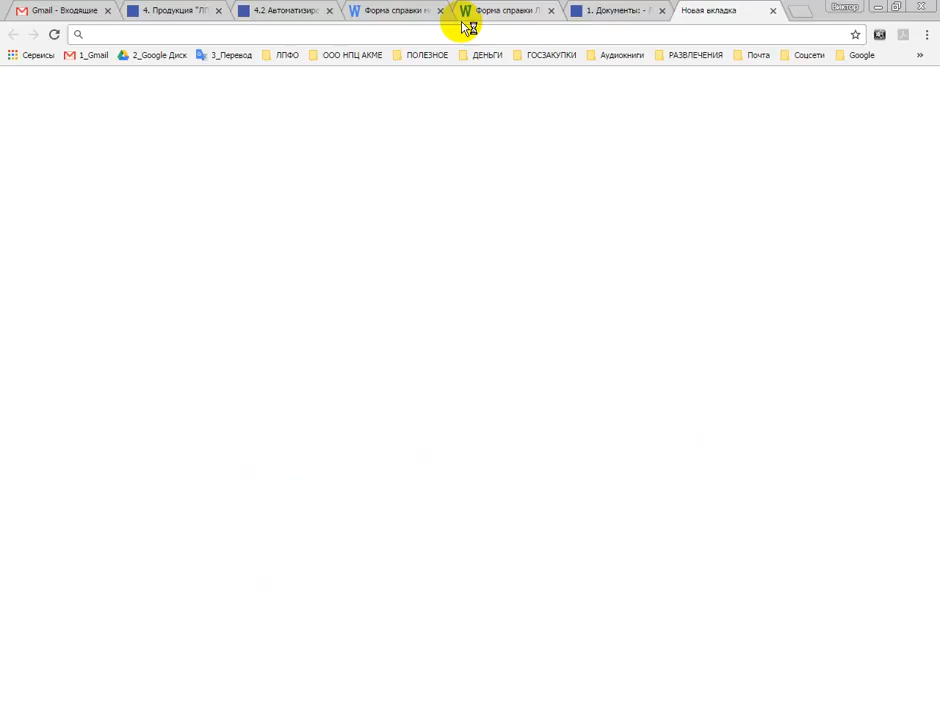 Gmail - Входящие 4. Продукция "ЛП 4.2 Автоматизиро Форма справки Форма справки Л 1. Документы: - Новая вкладка Виктор
Сервисы 1_Gmail 2_Google Диск 3_Перевод ЛПФО ООО НПЦ АКМЕ ПОЛЕЗНОЕ ДЕНЬГИ ГОСЗАКУПКИ Аудиокниги РАЗВЛЕЧЕНИЯ Почта Соцсети Google »